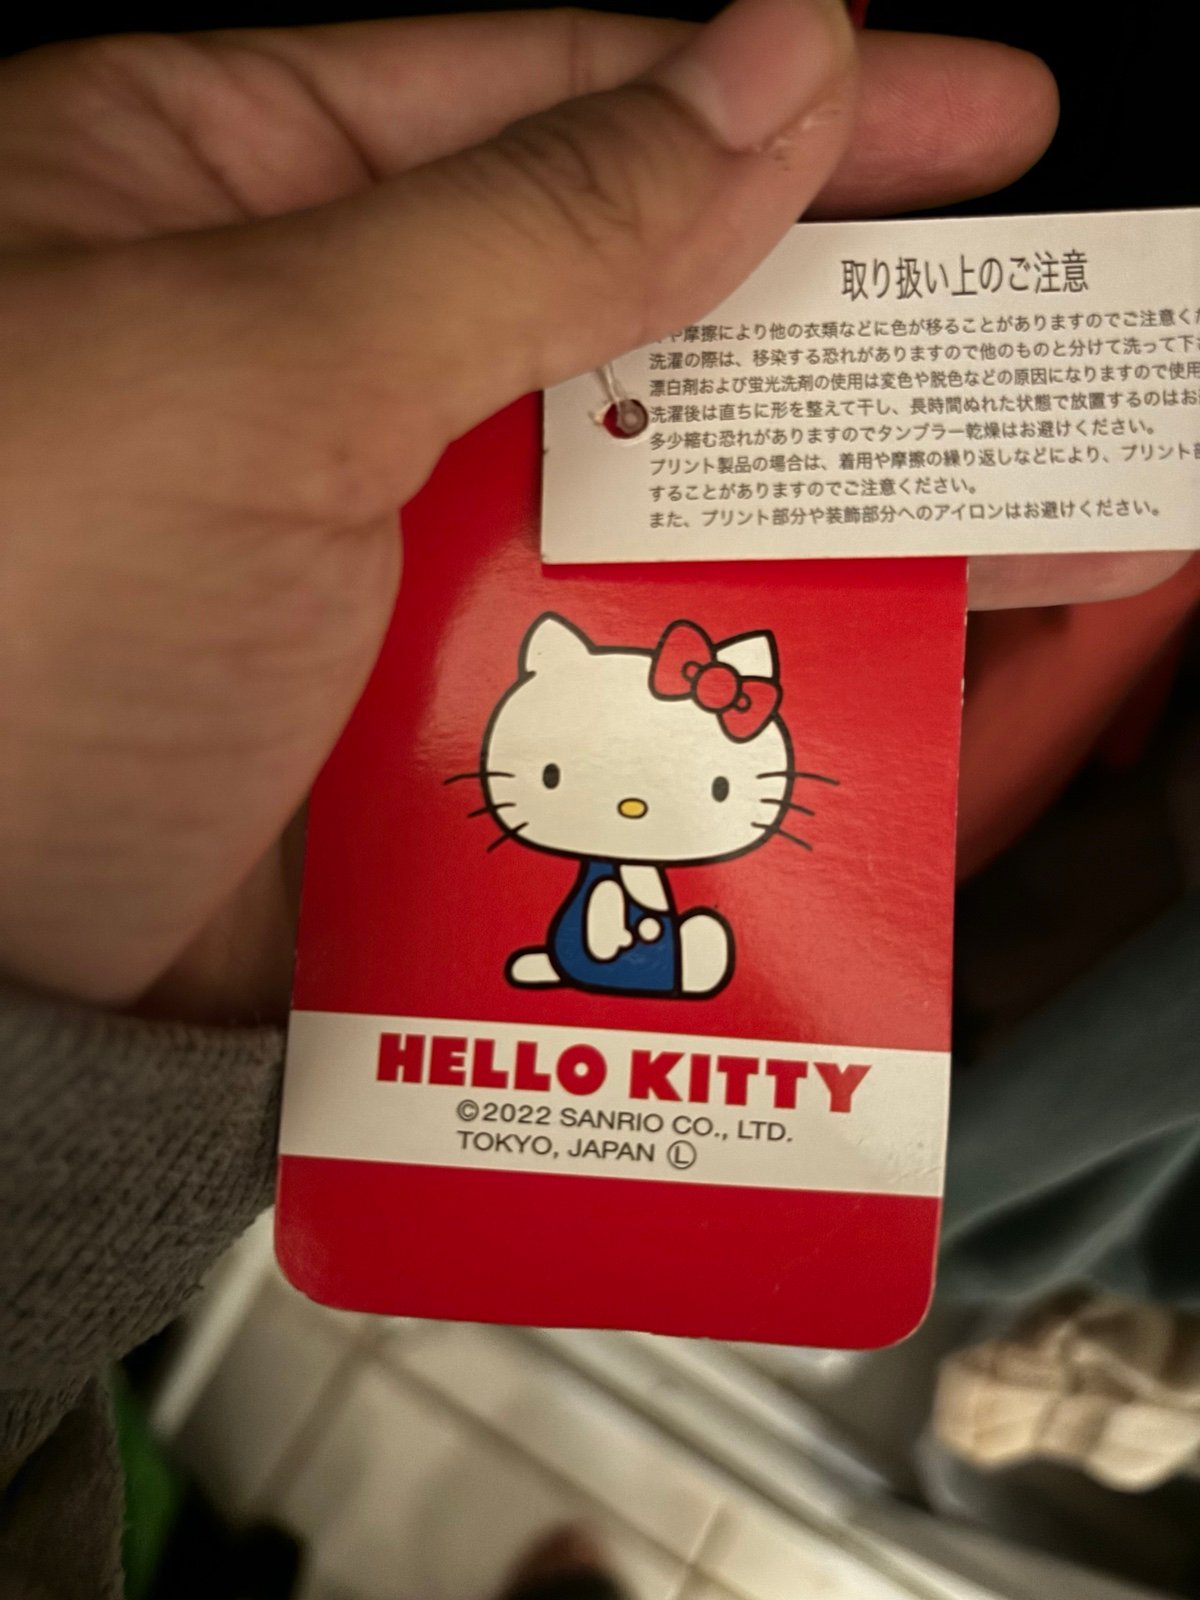 取り扱い上のご注意
や摩擦により他の衣類などに色が移ることがありますのでご注意くだ
洗濯の際は、移染する恐れがありますので他のものと分けて洗って下さ
漂白剤および蛍光洗剤の使用は変色や脱色などの原因になりますので使用
洗濯後は直ちに形を整えて干し、長時間ぬれた状態で放置するのはお
多少縮む恐れがありますのでタンブラー乾燥はお避けください。
プリント製品の場合は、着用や摩擦の繰り返しなどにより、プリント部
することがありますのでご注意ください。
また、プリント部分や装飾部分へのアイロンはお避けください。
HELLO KITTY
©2022 SANRIO CO., LTD.
TOKYO, JAPAN Ⓛ